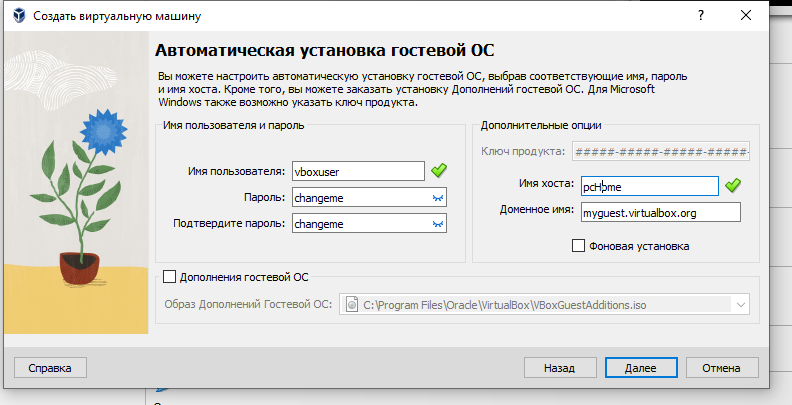 Создать виртуальную машину
Автоматическая установка гостевой ОС
Вы можете настроить автоматическую установку гостевой ОС, выбрав соответствующие имя, пароль
и имя хоста. Кроме того, вы можете заказать установку Дополнений гостевой ОС. Для Microsoft
Windows также возможно указать ключ продукта.
Имя пользователя и пароль
Имя пользователя: vboxuser
Пароль: changeme
Подтвердите пароль: changeme
Дополнительные опции
Ключ продукта: #####-#####-#####-#####-
Имя хоста: pcHome
Доменное имя: myguest.virtualbox.org
Фоновая установка
Дополнения гостевой ОС
Образ Дополнений Гостевой ОС: C:\Program Files\Oracle\VirtualBox\VBoxGuestAdditions.iso
Справка
Назад
Далее
Отмена